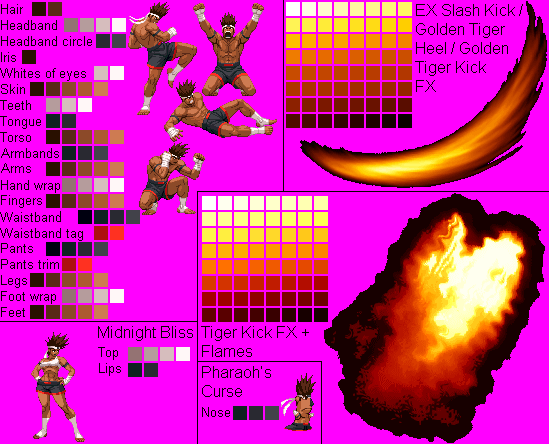 Hair
Headband
Headband circle
Iris
Whites of eyes
Skin
Teeth
Tongue
Torso
Armbands
Arms
Hand wrap
Fingers
Waistband
Waistband tag
Pants
Pants trim
Legs
Foot wrap
Feet
EX Slash Kick /
Golden Tiger
Heel / Golden
Tiger Kick
FX
Midnight Bliss
Top
Lips
Tiger Kick FX +
Flames
Pharaoh's
Curse
Nose